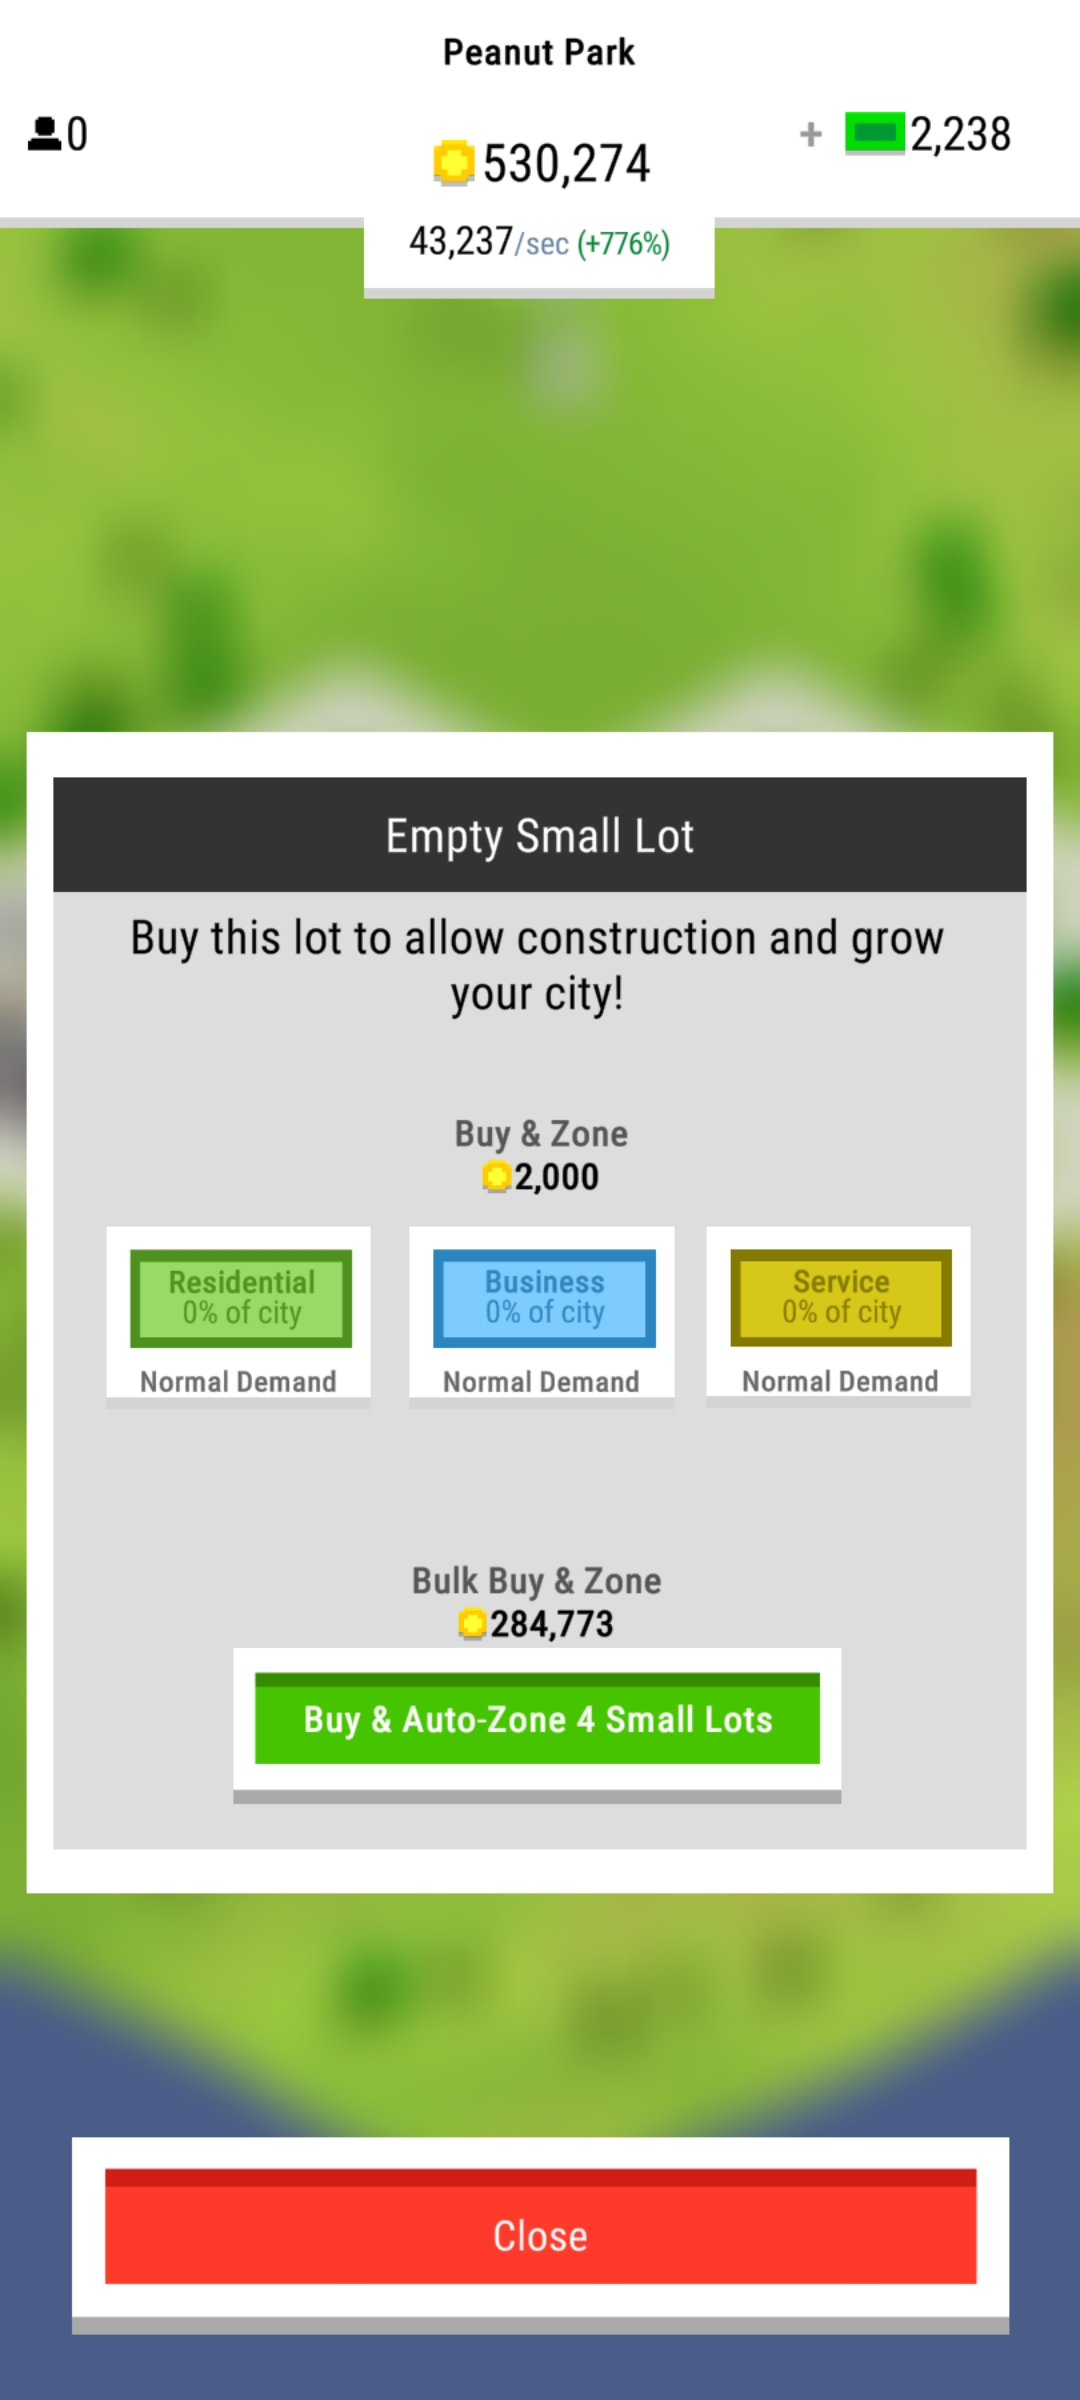 Peanut Park
0
530,274
+ 2,238
43,237/sec (+776%)
Empty Small Lot
Buy this lot to allow construction and grow
your city!
Buy & Zone
2,000
Residential
0% of city
Normal Demand
Business
0% of city
Normal Demand
Service
0% of city
Normal Demand
Bulk Buy & Zone
284,773
Buy & Auto-Zone 4 Small Lots
Close